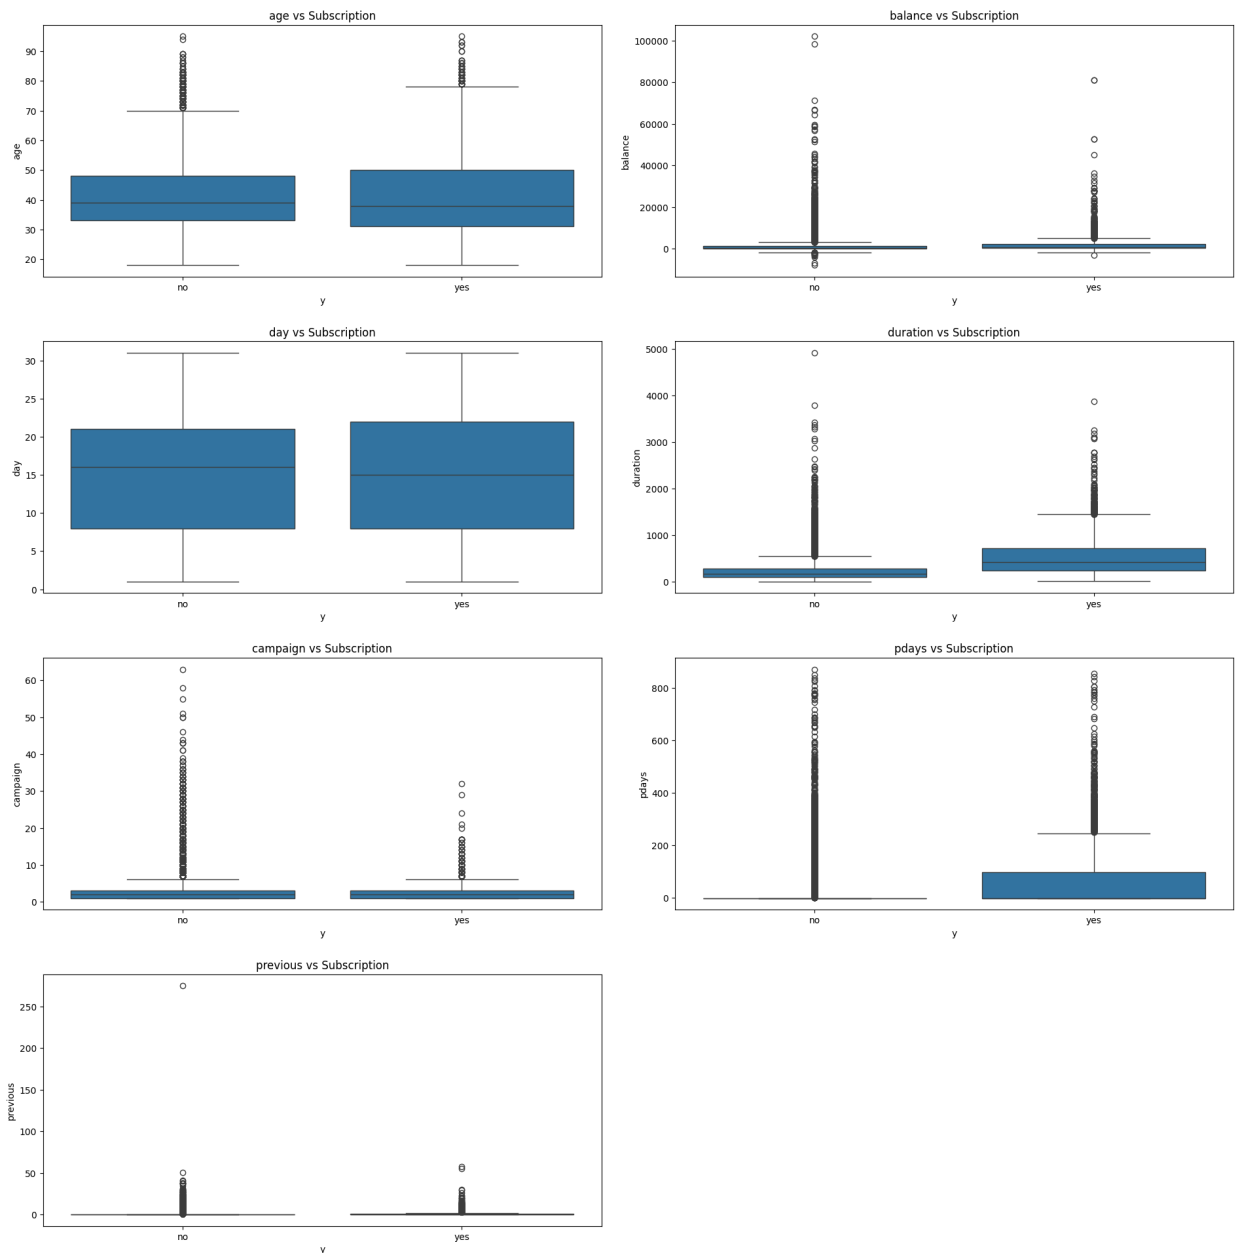 age vs Subscription
age
90
80
70
60
50
40
30
20
no
yes
y
balance vs Subscription
balance
100000
80000
60000
40000
20000
0
no
yes
y
day vs Subscription
day
30
25
20
15
10
5
0
no
yes
y
duration vs Subscription
duration
5000
4000
3000
2000
1000
0
no
yes
y
campaign vs Subscription
campaign
60
50
40
30
20
10
0
no
yes
y
pdays vs Subscription
pdays
800
600
400
200
0
no
yes
y
previous vs Subscription
previous
250
200
150
100
50
0
no
yes
y